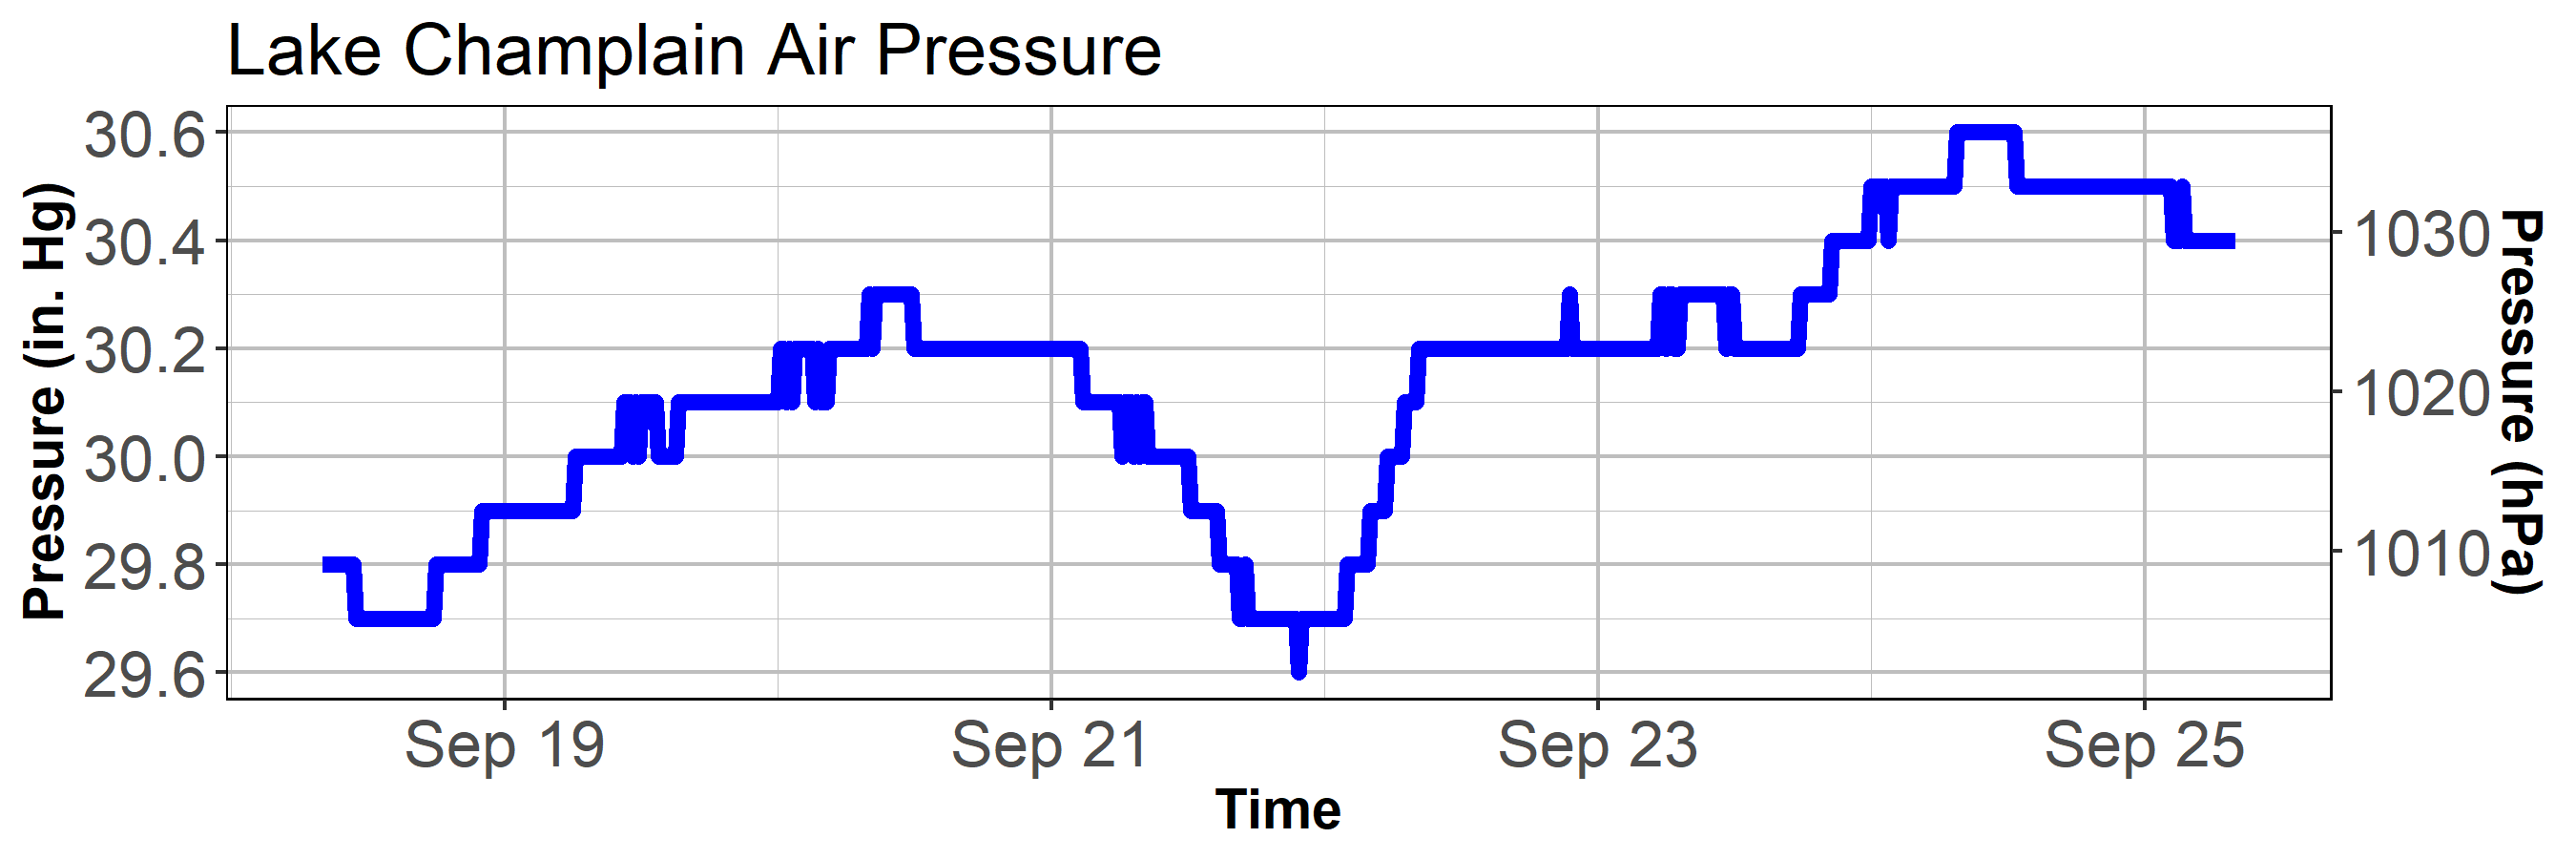 Lake Champlain Air Pressure
Pressure (in. Hg)
30.6
30.4
30.2
30.0
29.8
29.6
1030
1020
1010
Pressure (hPa)
Sep 19 Sep 21 Sep 23 Sep 25
Time